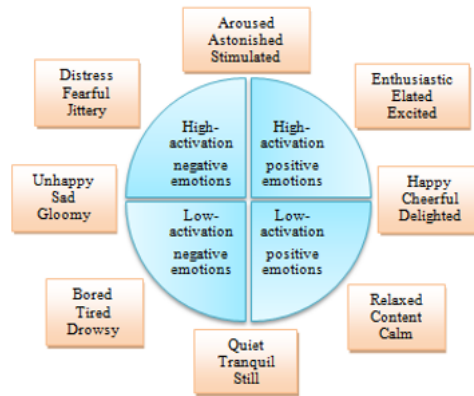 Aroused
Astonished
Stimulated
Distress
Fearful
Jittery
Enthusiastic
Elated
Excited
High-
activation
negative
emotions
High-
activation
positive
emotions
Unhappy
Sad
Gloomy
Happy
Cheerful
Delighted
Low-
activation
negative
emotions
Low-
activation
positive
emotions
Bored
Tired
Drowsy
Relaxed
Content
Calm
Quiet
Tranquil
Still